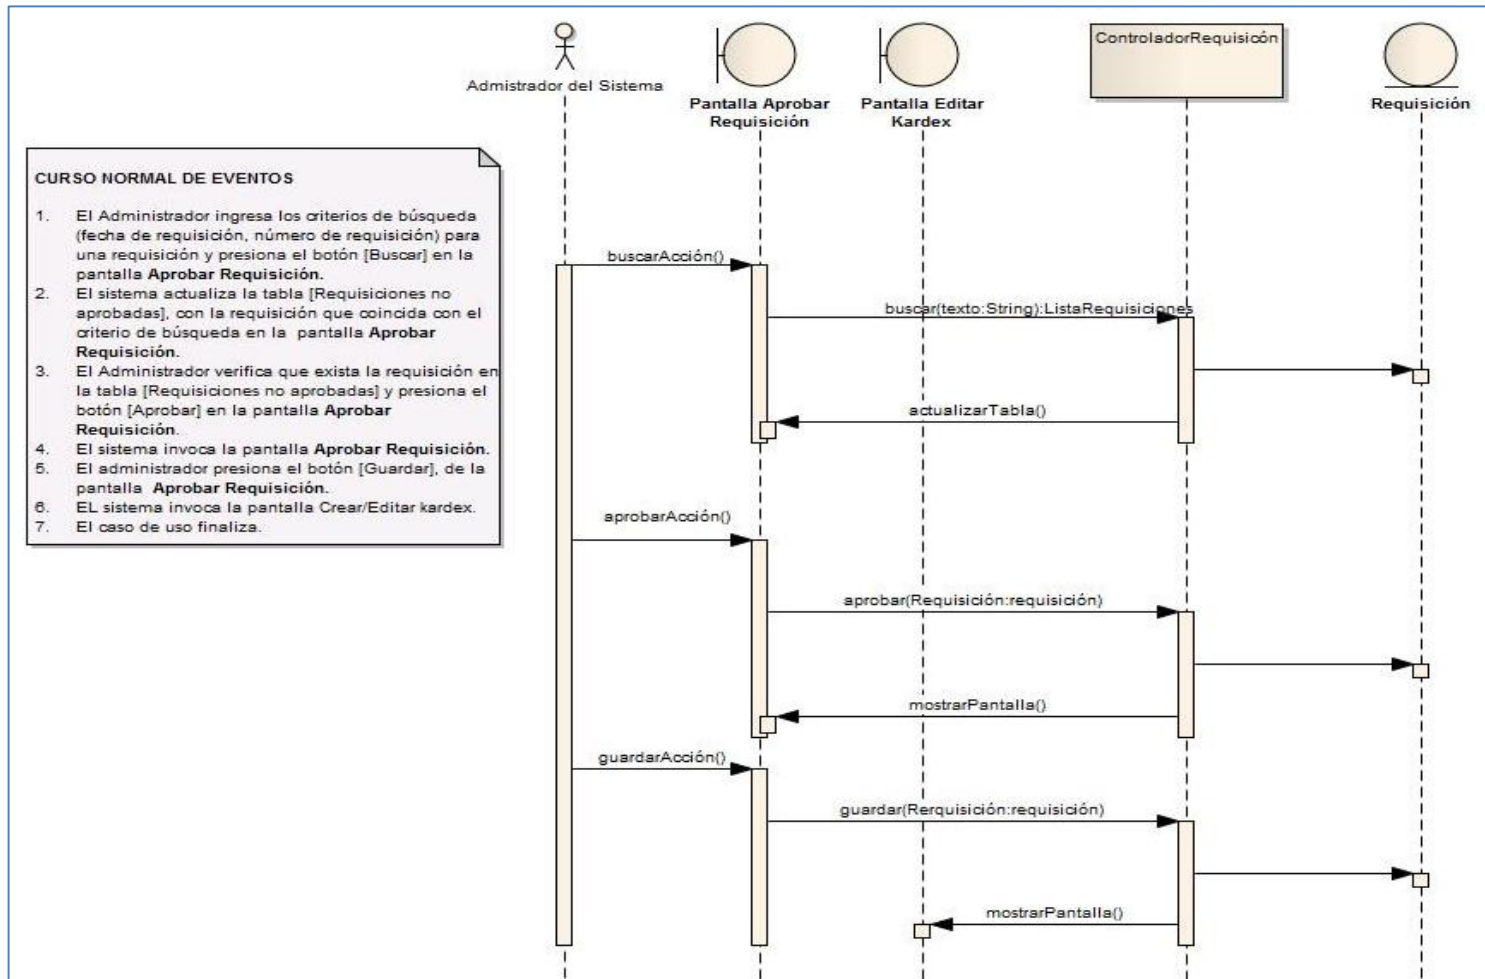 Admistrador del Sistema
Pantalla Aprobar
Requisición
Pantalla Editar
Kardex
ControladorRequisicón
Requisición
CURSO NORMAL DE EVENTOS
1. El Administrador ingresa los criterios de búsqueda
(fecha de requisición, número de requisición) para
una requisición y presiona el botón [Buscar] en la
pantalla Aprobar Requisición.
2. El sistema actualiza la tabla [Requisiciones no
aprobadas], con la requisición que coincida con el
criterio de búsqueda en la pantalla Aprobar
Requisición.
3. El Administrador verifica que exista la requisición en
la tabla [Requisiciones no aprobadas] y presiona el
botón [Aprobar] en la pantalla Aprobar
Requisición.
4. El sistema invoca la pantalla Aprobar Requisición.
5. El administrador presiona el botón [Guardar], de la
pantalla Aprobar Requisición.
6. EL sistema invoca la pantalla Crear/Editar kardex.
7. El caso de uso finaliza.
buscarAcción()
buscar(texto:String):ListaRequisiciones
actualizarTabla()
aprobarAcción()
aprobar(Requisición:requisición)
mostrarPantalla()
guardarAcción()
guardar(Rerquisición:requisición)
mostrarPantalla()